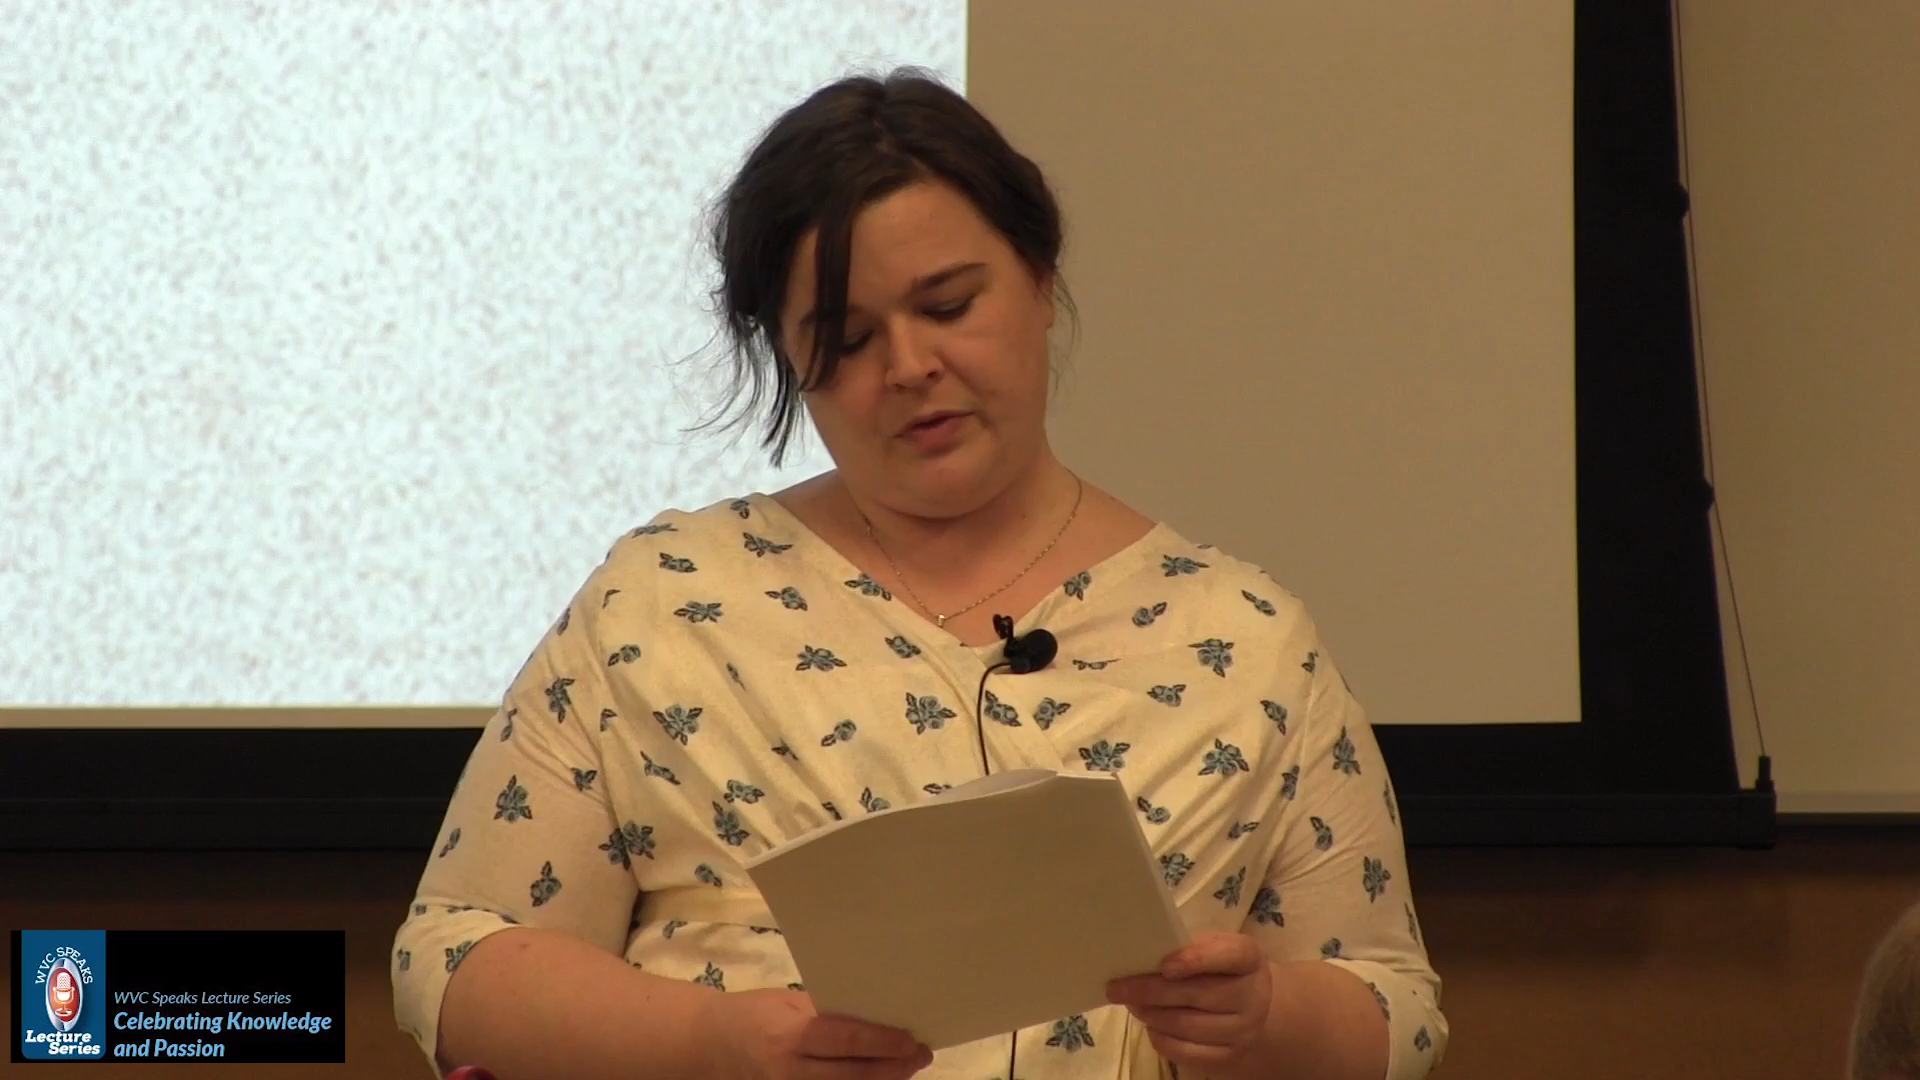 WVC SPEAKS
Lecture
Series
WVC Speaks Lecture Series
Celebrating Knowledge
and Passion